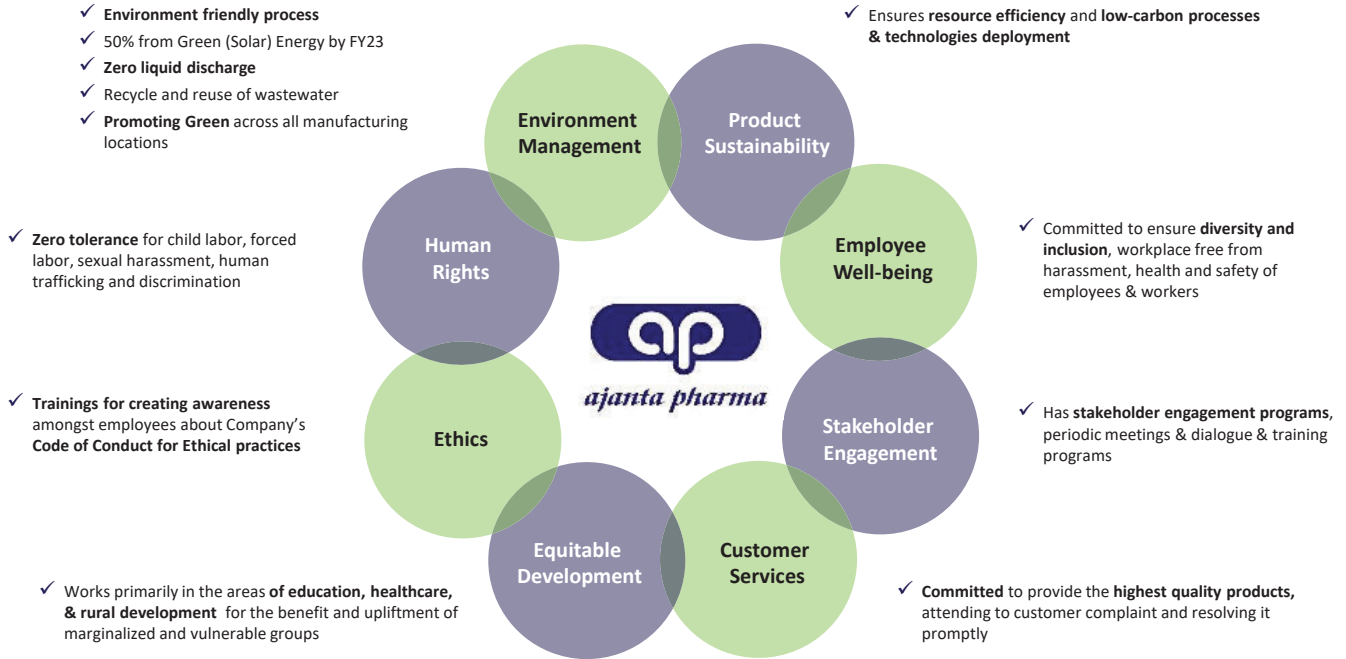 ✓ Environment friendly process
✓ 50% from Green (Solar) Energy by FY23
✓ Zero liquid discharge
✓ Recycle and reuse of wastewater
✓ Promoting Green across all manufacturing
locations
✓ Ensures resource efficiency and low-carbon processes
& technologies deployment
Environment
Management
Product
Sustainability
✓ Zero tolerance for child labor, forced
labor, sexual harassment, human
trafficking and discrimination
Human
Rights
Employee
Well-being
✓ Committed to ensure diversity and
inclusion, workplace free from
harassment, health and safety of
employees & workers
ap
ajanta pharma
✓ Trainings for creating awareness
amongst employees about Company’s
Code of Conduct for Ethical practices
Ethics
Stakeholder
Engagement
✓ Has stakeholder engagement programs,
periodic meetings & dialogue & training
programs
Equitable
Development
Customer
Services
✓ Works primarily in the areas of education, healthcare,
& rural development for the benefit and upliftment of
marginalized and vulnerable groups
✓ Committed to provide the highest quality products,
attending to customer complaint and resolving it
promptly